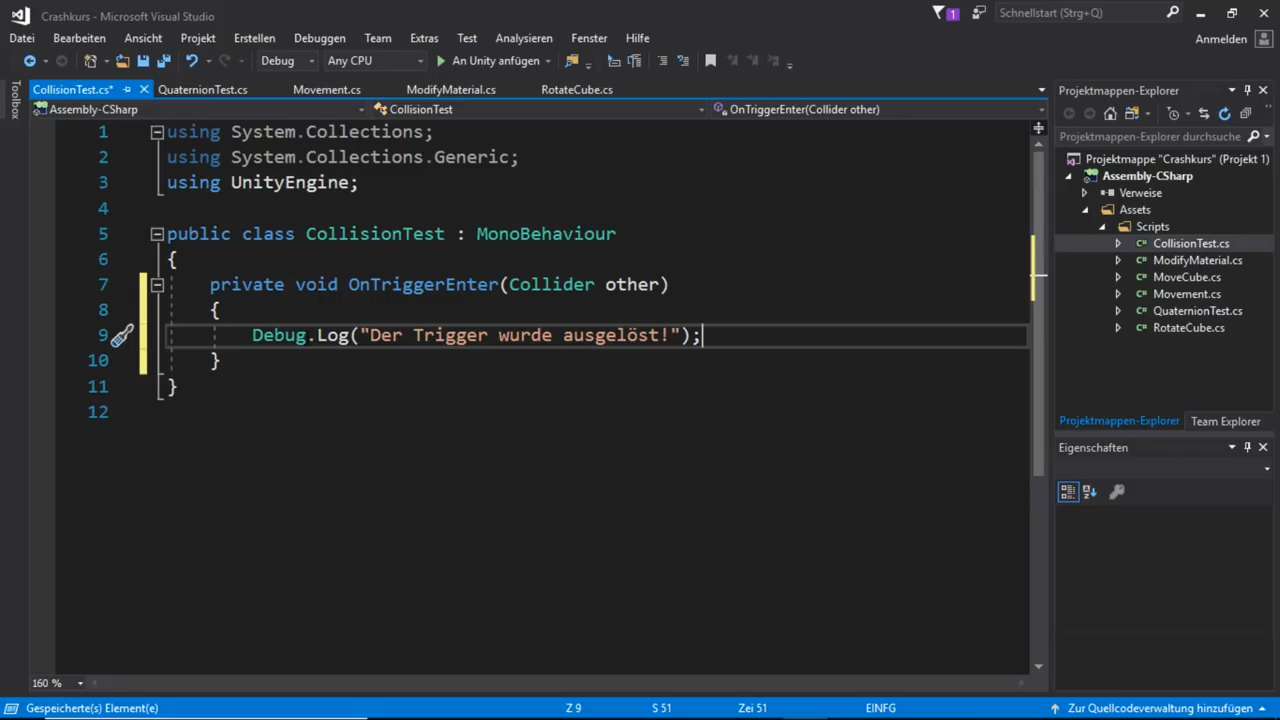 Crashkurs - Microsoft Visual Studio
1
Schnellstart (Strg+Q)
Datei Bearbeiten Ansicht Projekt Erstellen Debuggen Team Extras Test Analysieren Fenster Hilfe
Anmelden
Debug
Any CPU
An Unity anfügen
CollisionTest.cs*
QuaternionTest.cs
Movement.cs
ModifyMaterial.cs
RotateCube.cs
Toolbox
Assembly-CSharp
CollisionTest
OnTriggerEnter(Collider other)
1 using System.Collections;
2 using System.Collections.Generic;
3 using UnityEngine;
4
5 public class CollisionTest : MonoBehaviour
6 {
7 private void OnTriggerEnter(Collider other)
8 {
9 Debug.Log("Der Trigger wurde ausgelöst!");
10 }
11 }
12
160 %
Projektmappen-Explorer
Projektmappen-Explorer durchsuche
Projektmappe "Crashkurs" (Projekt 1)
Assembly-CSharp
Verweise
Assets
Scripts
C# CollisionTest.cs
C# ModifyMaterial.cs
C# MoveCube.cs
C# Movement.cs
C# QuaternionTest.cs
C# RotateCube.cs
Projektmappen-Explorer Team Explorer
Eigenschaften
Gespeicherte(s) Element(e)
Z 9
S 51
Zei 51
EINFG
Zur Quellcodeverwaltung hinzufügen